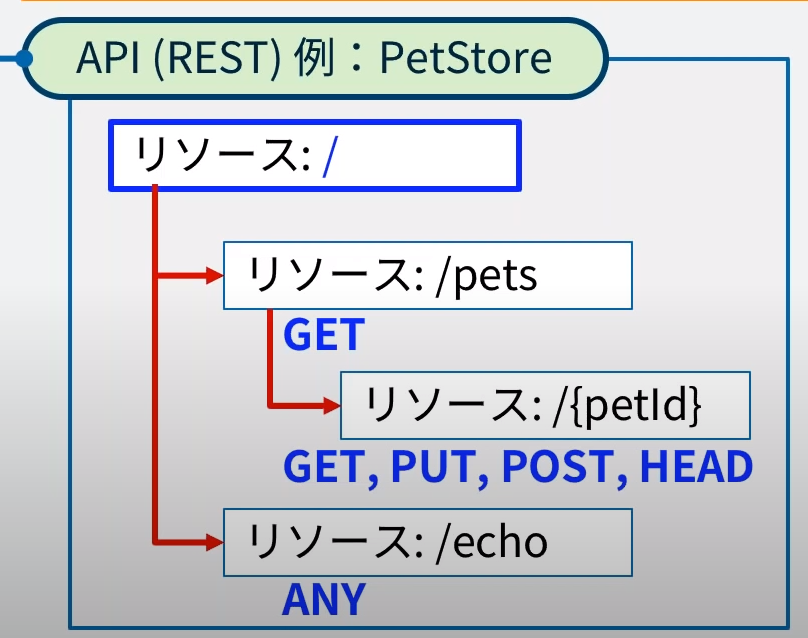 API (REST) 例：PetStore
リソース: /
リソース: /pets
GET
リソース: /{petId}
GET, PUT, POST, HEAD
リソース: /echo
ANY